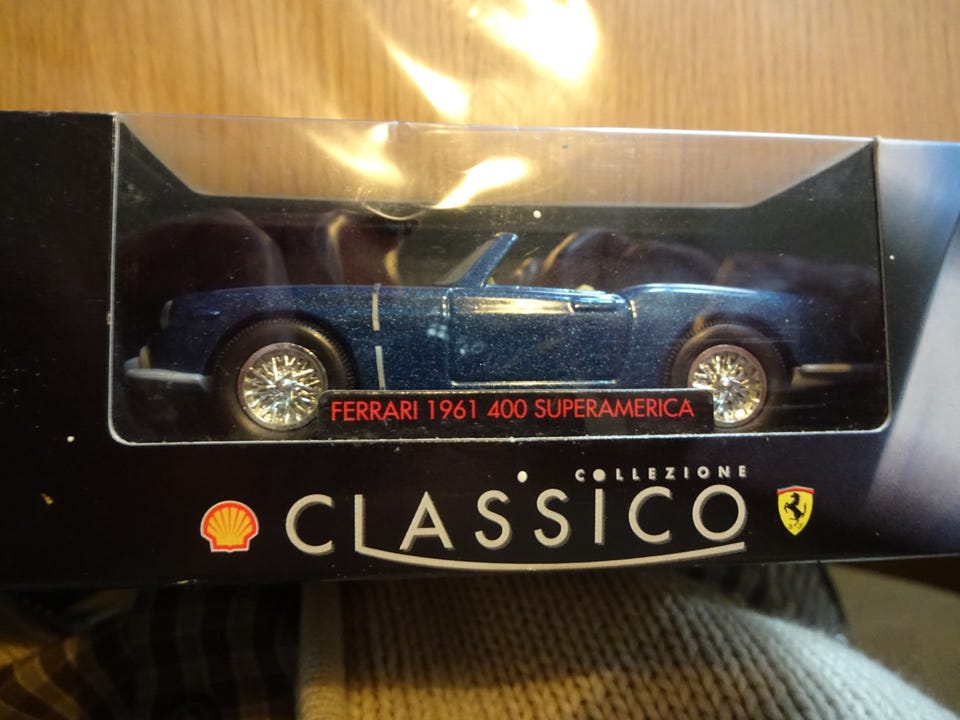 FERRARI 1961 400 SUPERAMERICA
COLLEZIONE
CLASSICO
S F